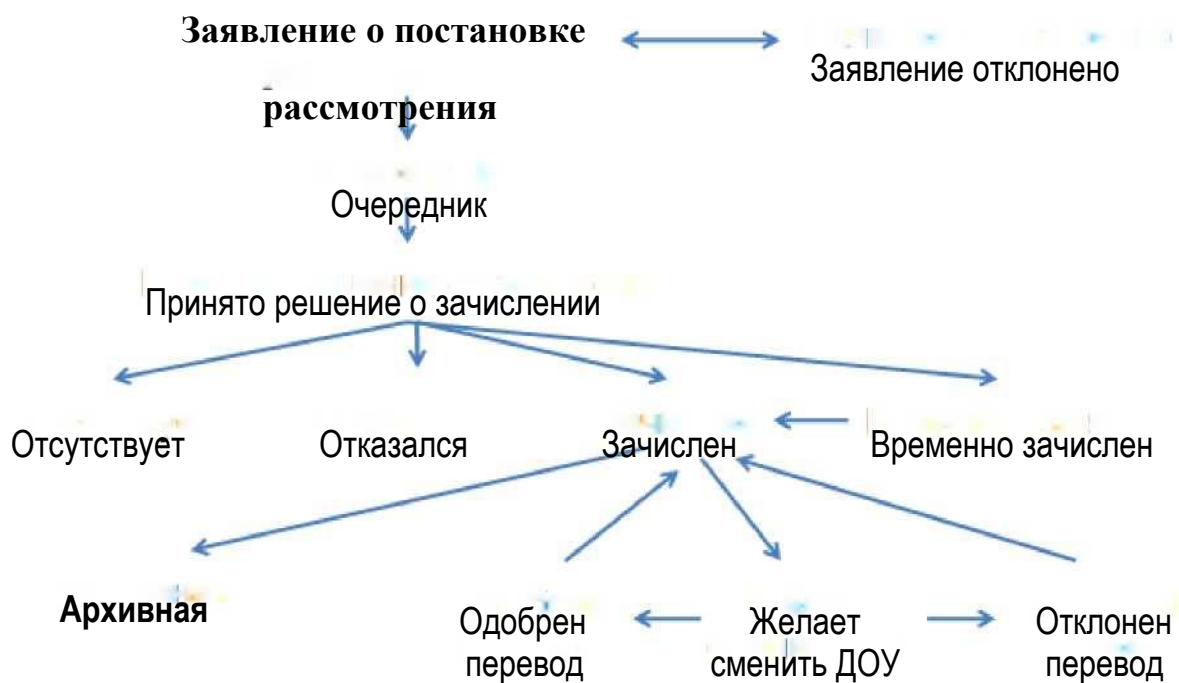 Заявление о постановке
Заявление отклонено
рассмотрения
Очередник
Принято решение о зачислении
Отсутствует
Отказался
Зачислен
Временно зачислен
Архивная
Одобрен
перевод
Желает
сменить ДОУ
Отклонен
перевод